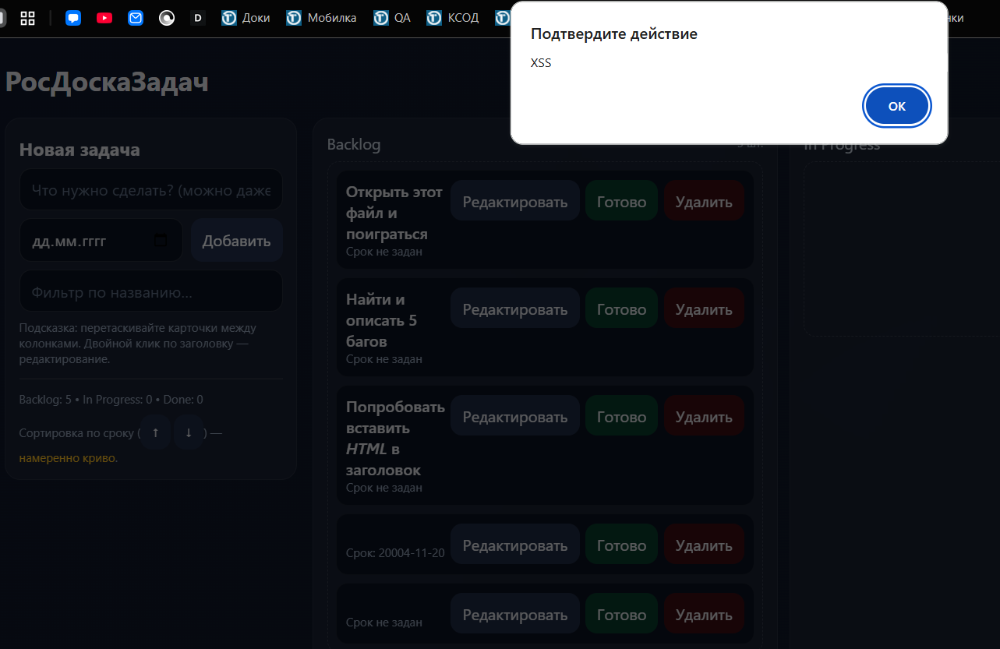 D Доки Мобилка QA КСОД нки
Подтвердите действие
XSS
OK
РосДоскаЗадач
Новая задача
Что нужно сделать? (можно даже
дд.мм.гггг Добавить
Фильтр по названию...
Подсказка: перетаскивайте карточки между
колонками. Двойной клик по заголовку —
редактирование.
Backlog: 5 • In Progress: 0 • Done: 0
Сортировка по сроку ( ↑ ↓ ) —
намеренно криво.
Backlog
Открыть этот
файл и
поиграться
Срок не задан
Редактировать Готово Удалить
Найти и
описать 5
багов
Срок не задан
Редактировать Готово Удалить
Попробовать
вставить
HTML в
заголовок
Срок не задан
Редактировать Готово Удалить
Срок: 20004-11-20
Редактировать Готово Удалить
Срок не задан
Редактировать Готово Удалить
In Progress